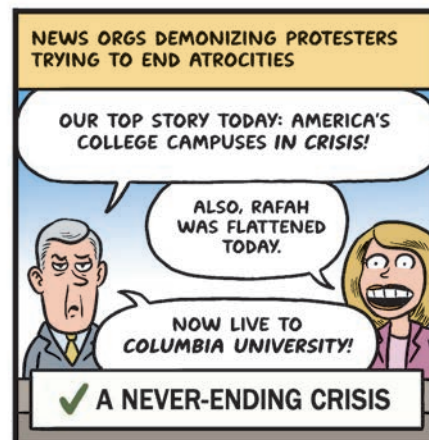 NEWS ORGS DEMONIZING PROTESTERS
TRYING TO END ATROCITIES
OUR TOP STORY TODAY: AMERICA'S
COLLEGE CAMPUSES IN CRISIS!
ALSO, RAFAH
WAS FLATTENED
TODAY.
NOW LIVE TO
COLUMBIA UNIVERSITY!
✓ A NEVER-ENDING CRISIS